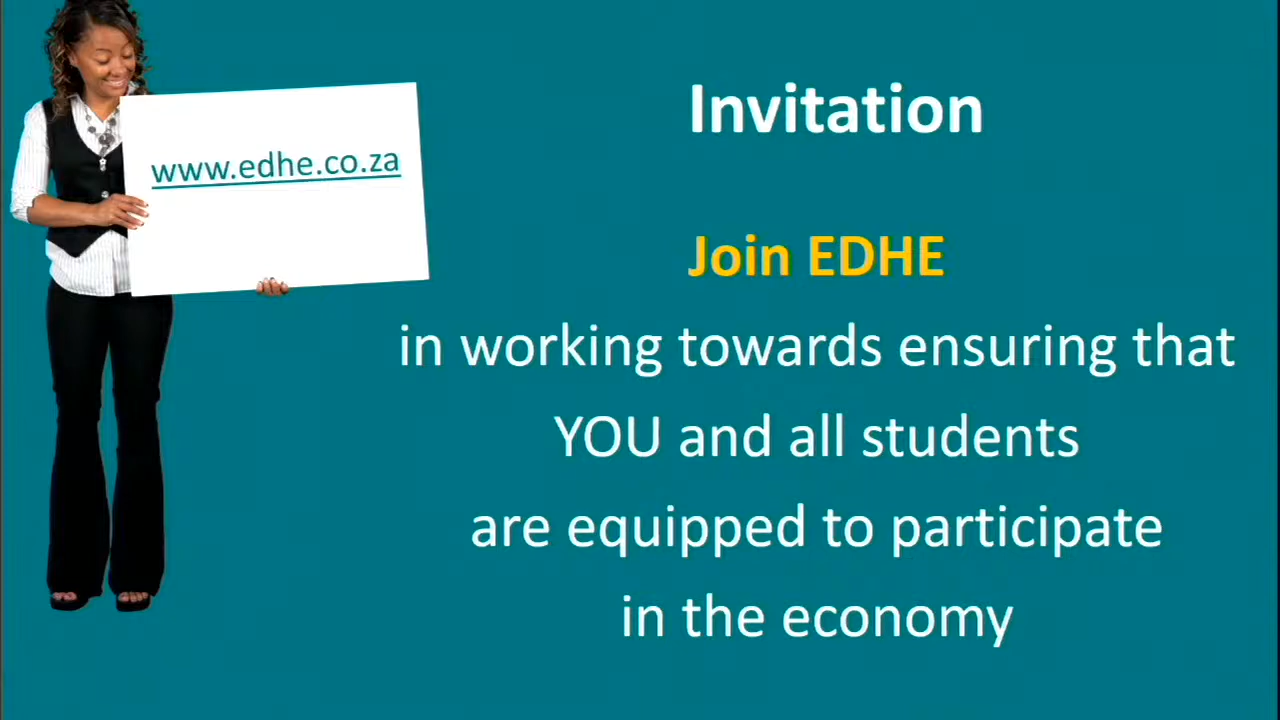 www.edhe.co.za
Invitation
Join EDHE
in working towards ensuring that
YOU and all students
are equipped to participate
in the economy